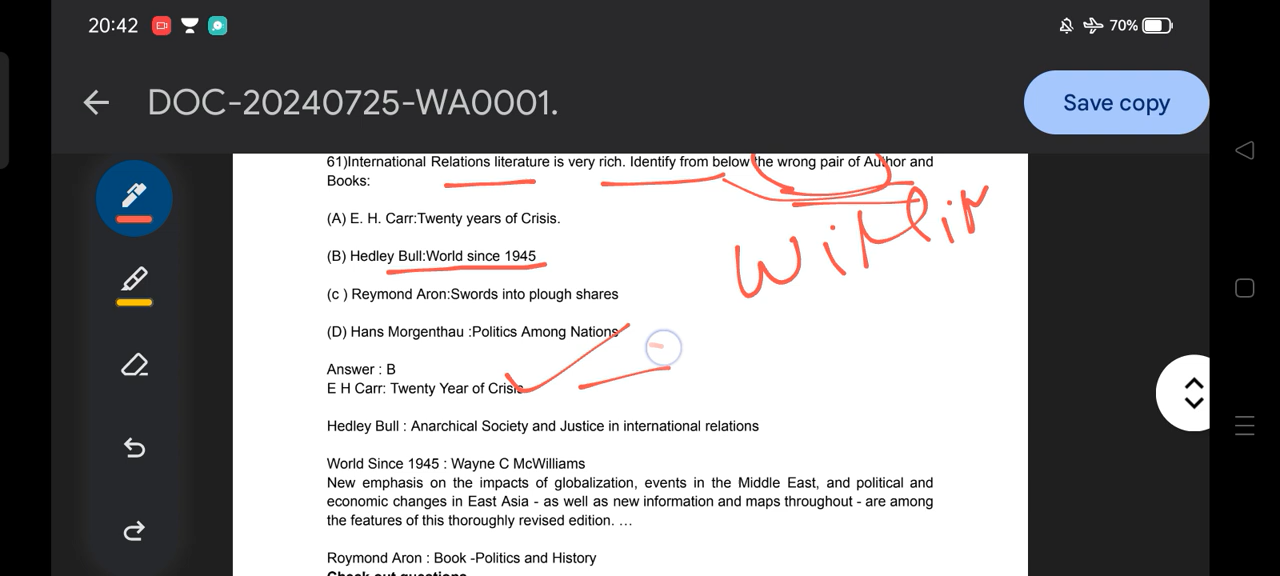 20:42
70%
DOC-20240725-WA0001.
Save copy
61)International Relations literature is very rich. Identify from below the wrong pair of Author and
Books:
(A) E. H. Carr:Twenty years of Crisis.
(B) Hedley Bull:World since 1945
(c ) Reymond Aron:Swords into plough shares
(D) Hans Morgenthau :Politics Among Nations
Answer : B
E H Carr: Twenty Year of Crisis
Hedley Bull : Anarchical Society and Justice in international relations
World Since 1945 : Wayne C McWilliams
New emphasis on the impacts of globalization, events in the Middle East, and political and
economic changes in East Asia - as well as new information and maps throughout - are among
the features of this thoroughly revised edition. …
Roymond Aron : Book -Politics and History
Check out questions